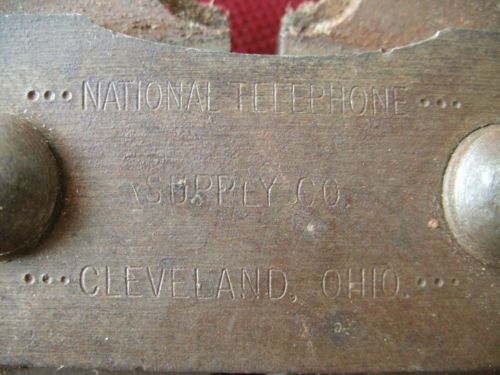 NATIONAL TELEPHONE
SUPPLY CO.
CLEVELAND, OHIO.